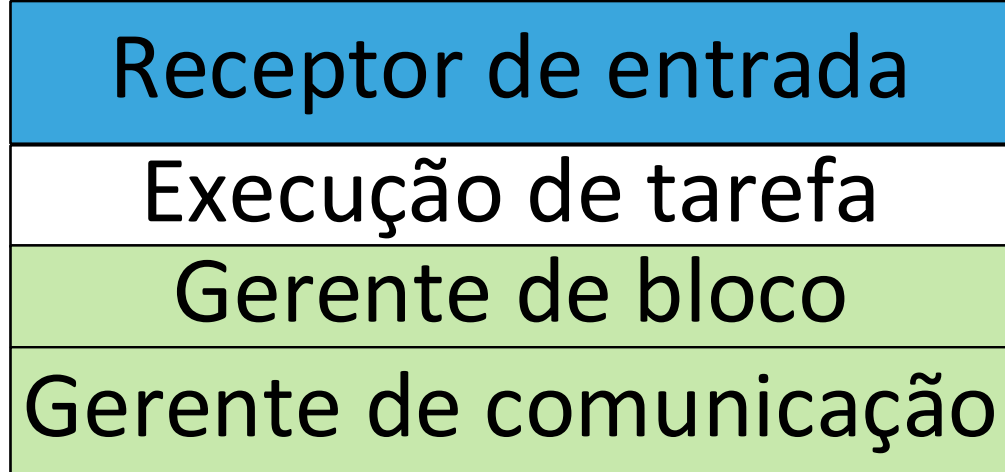 Receptor de entrada
Execução de tarefa
Gerente de bloco
Gerente de comunicação